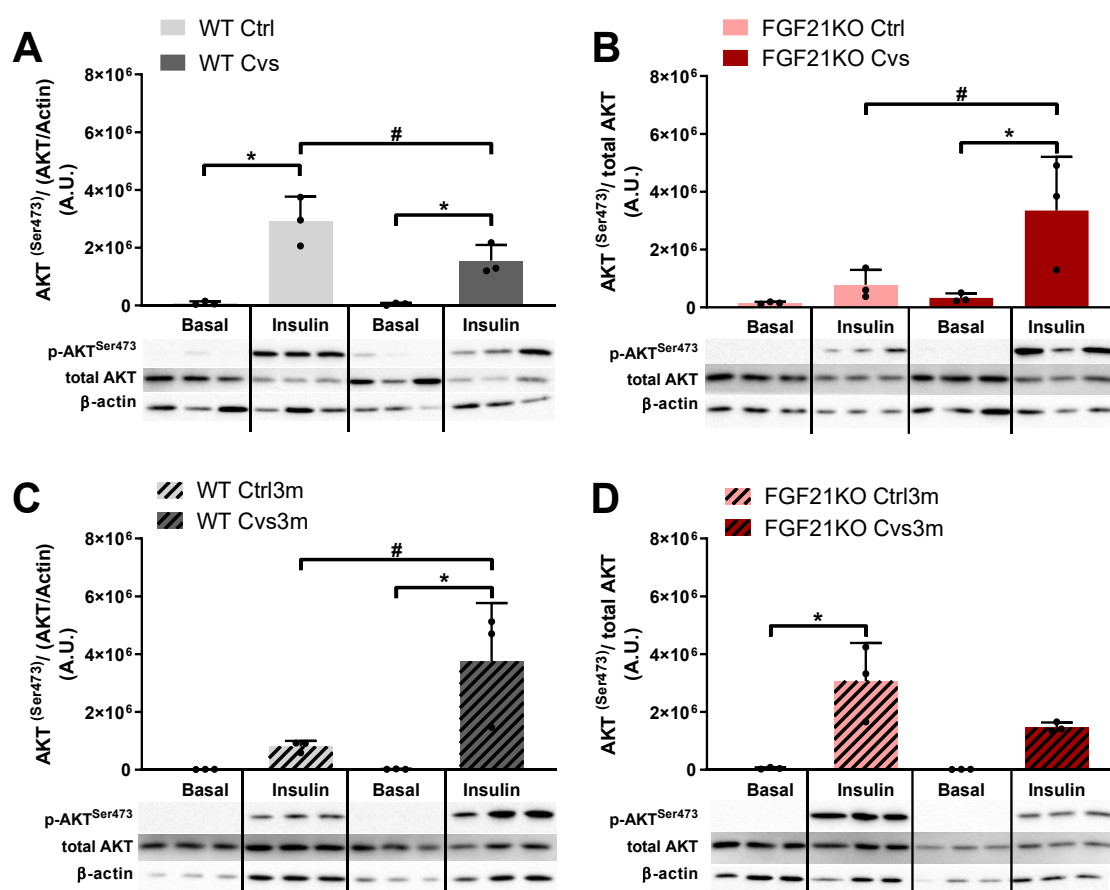 A
WT Ctrl
WT Cvs
AKT (Ser473)/ (AKT/Actin)
(A.U.)
8×10⁶
6×10⁶
4×10⁶
2×10⁶
0
*
#
*
Basal
Insulin
Basal
Insulin
p-AKTSer473
total AKT
β-actin
B
FGF21KO Ctrl
FGF21KO Cvs
AKT (Ser473)/ total AKT
(A.U.)
8×10⁶
6×10⁶
4×10⁶
2×10⁶
0
#
*
Basal
Insulin
Basal
Insulin
p-AKTSer473
total AKT
β-actin
C
WT Ctrl3m
WT Cvs3m
AKT (Ser473)/ (AKT/Actin)
(A.U.)
8×10⁶
6×10⁶
4×10⁶
2×10⁶
0
#
*
Basal
Insulin
Basal
Insulin
p-AKTSer473
total AKT
β-actin
D
FGF21KO Ctrl3m
FGF21KO Cvs3m
AKT (Ser473)/ total AKT
(A.U.)
8×10⁶
6×10⁶
4×10⁶
2×10⁶
0
*
Basal
Insulin
Basal
Insulin
p-AKTSer473
total AKT
β-actin